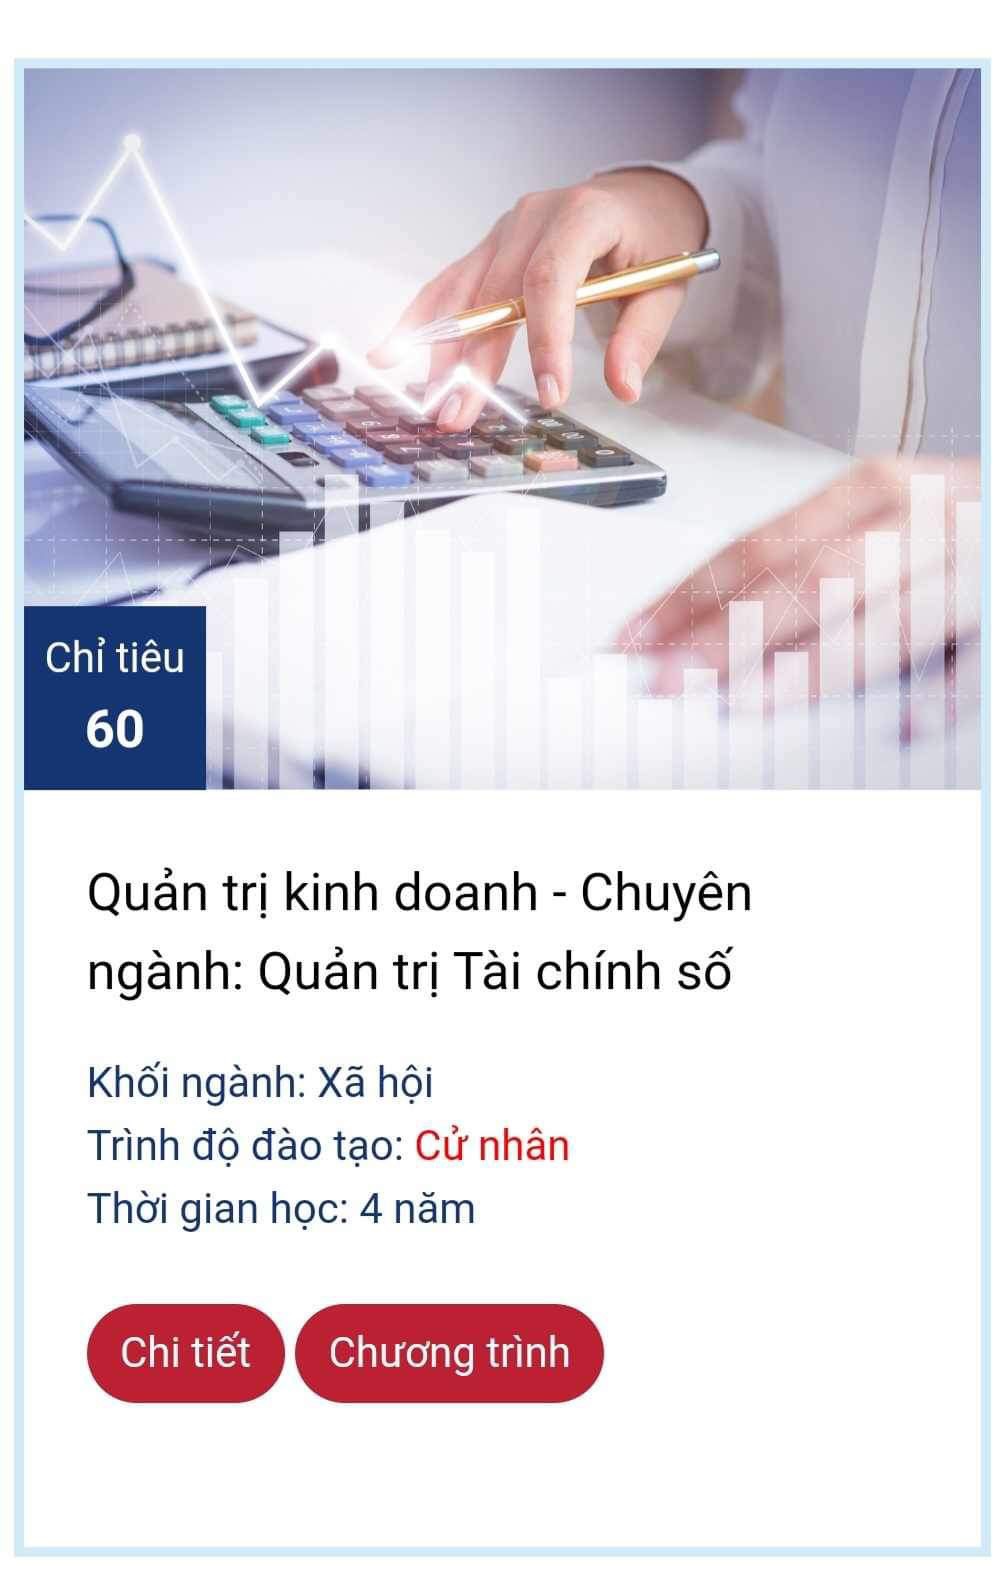 Chỉ tiêu
60
Quản trị kinh doanh - Chuyên
ngành: Quản trị Tài chính số
Khối ngành: Xã hội
Trình độ đào tạo: Cử nhân
Thời gian học: 4 năm
Chi tiết
Chương trình